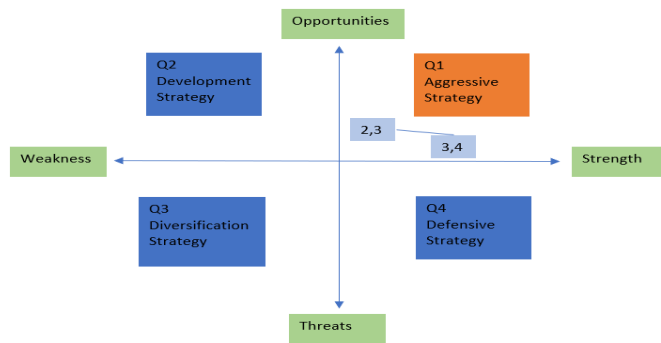 Opportunities
Q2
Development
Strategy
Q1
Aggressive
Strategy
2,3
3,4
Weakness
Strength
Q3
Diversification
Strategy
Q4
Defensive
Strategy
Threats